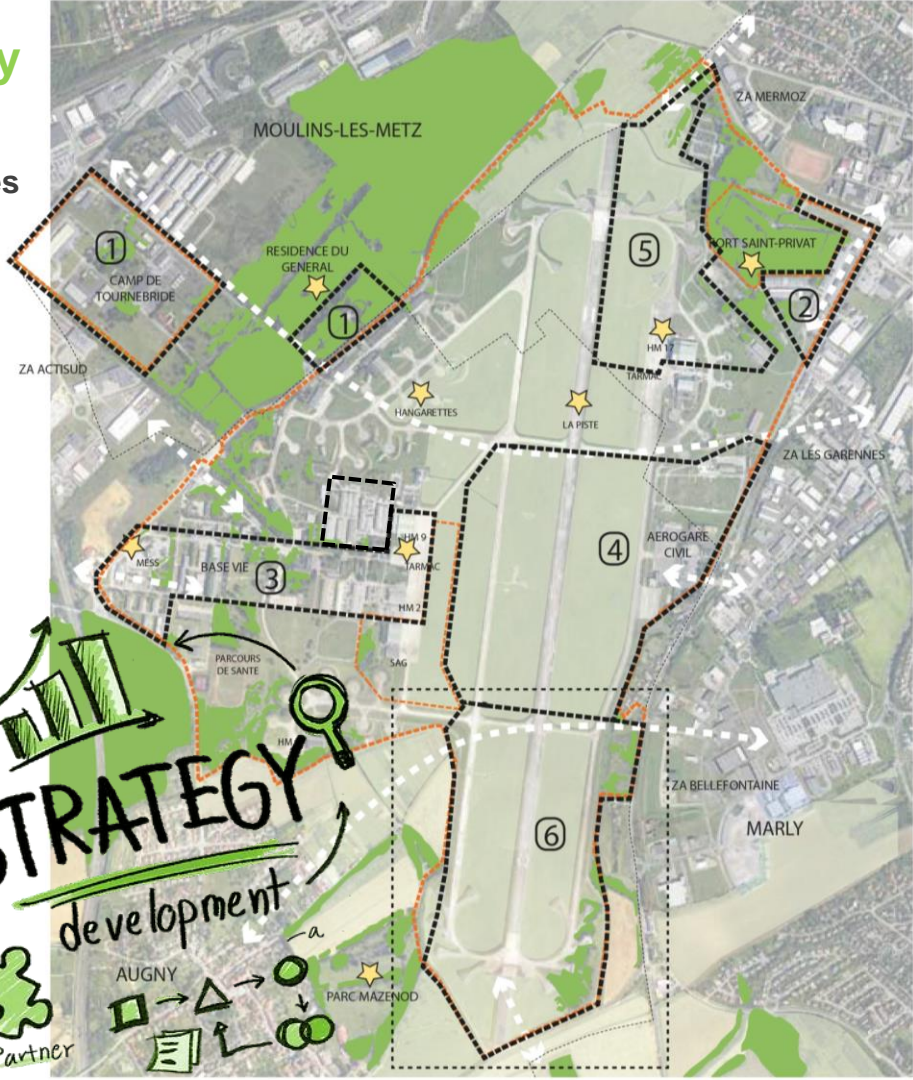 y
es
ZA MERMOZ
MOULINS-LES-METZ
1
CAMP DE
TOURNEBRIDE
RESIDENCE DU
GENERAL
1
5
PORT SAINT-PRIVAT
2
HM 17
TARMAC
ZA ACTISUD
HANGARETTES
LA PISTE
ZA LES GARENNES
HM 9
TARMAC
MESS
BASE VIE
3
HM 2
4
AEROGARE
CIVIL
PARCOURS
DE SANTE
SAG
HM
STRATEGY
development
ZA BELLEFONTAINE
MARLY
6
a
AUGNY
PARC MAZENOD
Partner